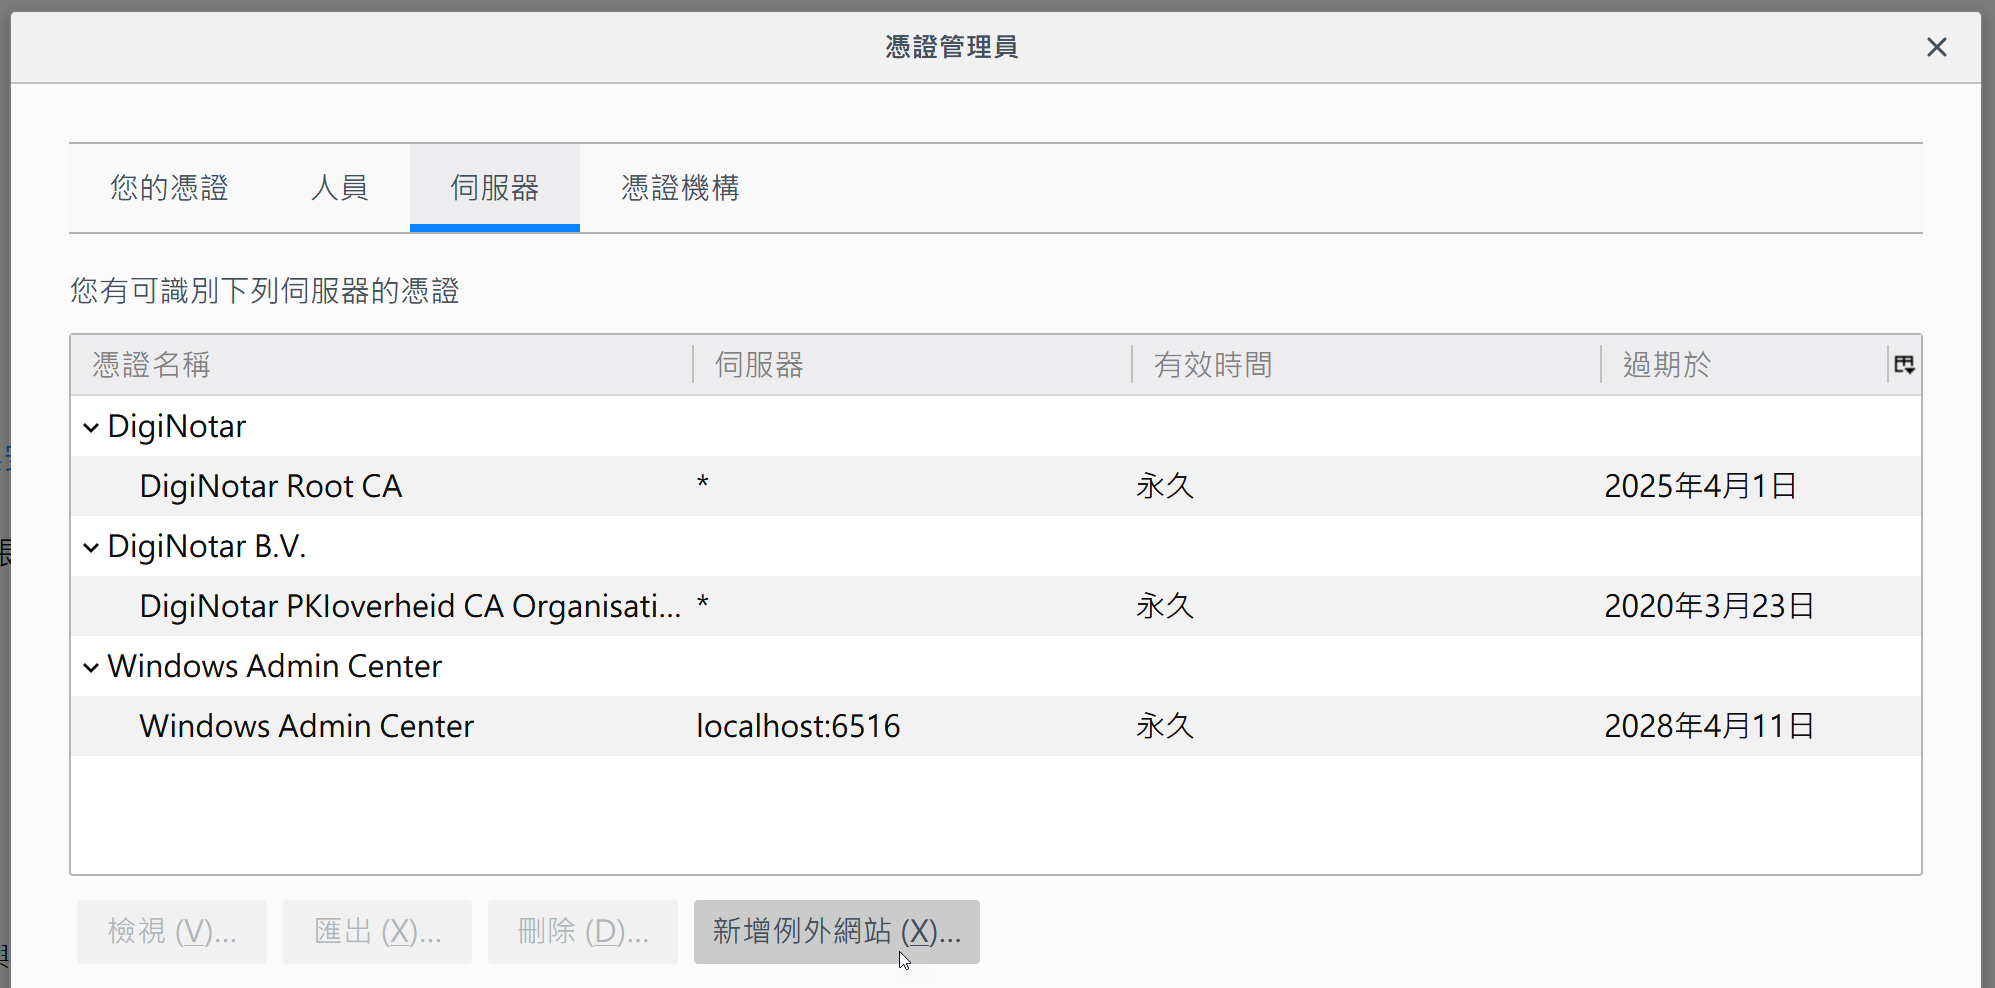 憑證管理員
您的憑證 人員 伺服器 憑證機構
您有可識別下列伺服器的憑證
憑證名稱 伺服器 有效時間 過期於
DigiNotar
DigiNotar Root CA * 永久 2025年4月1日
DigiNotar B.V.
DigiNotar PKIoverheid CA Organisati... * 永久 2020年3月23日
Windows Admin Center
Windows Admin Center localhost:6516 永久 2028年4月11日
檢視 (V)... 匯出 (X)... 刪除 (D)... 新增例外網站 (X)...